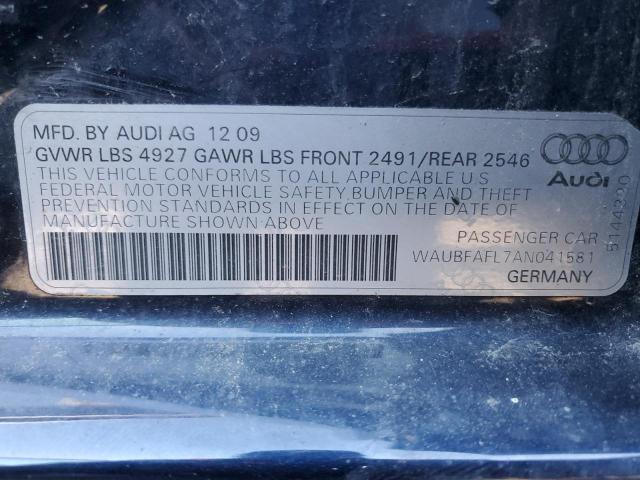 MFD. BY AUDI AG 12 09
GVWR LBS 4927 GAWR LBS FRONT 2491/REAR 2546
THIS VEHICLE CONFORMS TO ALL APPLICABLE U S
FEDERAL MOTOR VEHICLE SAFETY, BUMPER AND THEFT
PREVENTION STANDARDS IN EFFECT ON THE DATE OF
MANUFACTURE SHOWN ABOVE
Audi
PASSENGER CAR
WAUBFAFL7AN041581
GERMANY